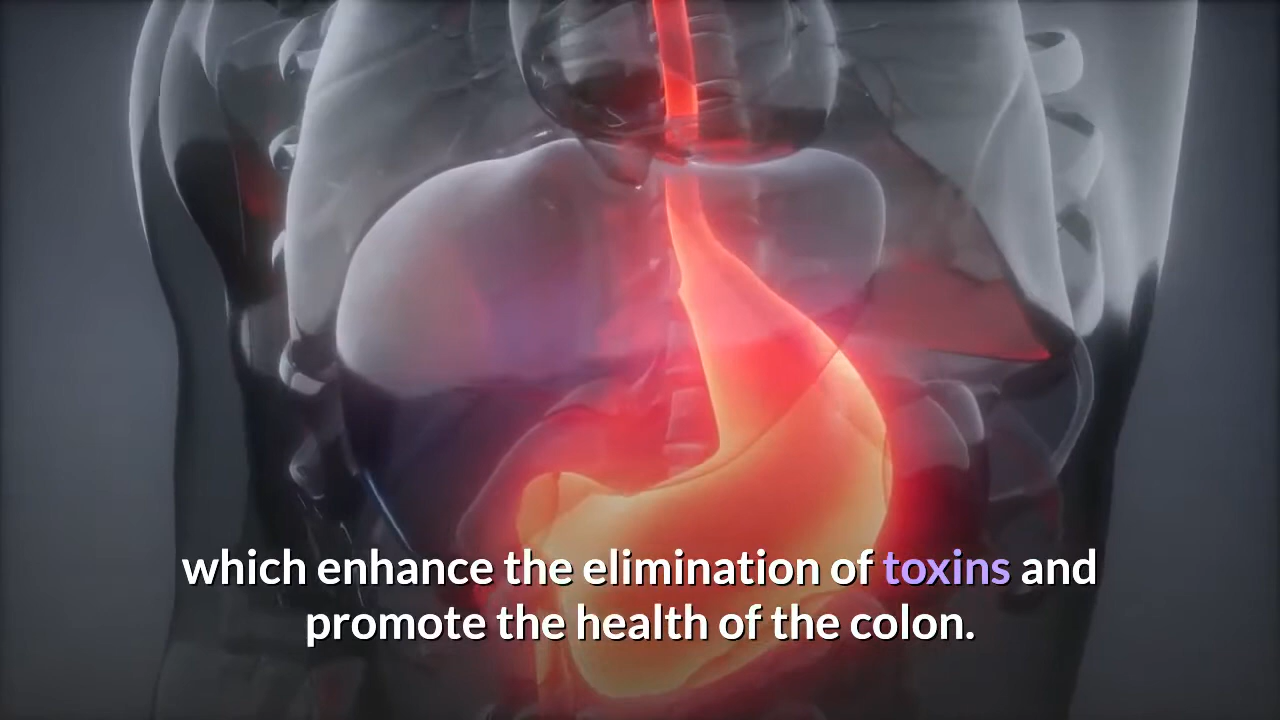 which enhance the elimination of toxins and
promote the health of the colon.